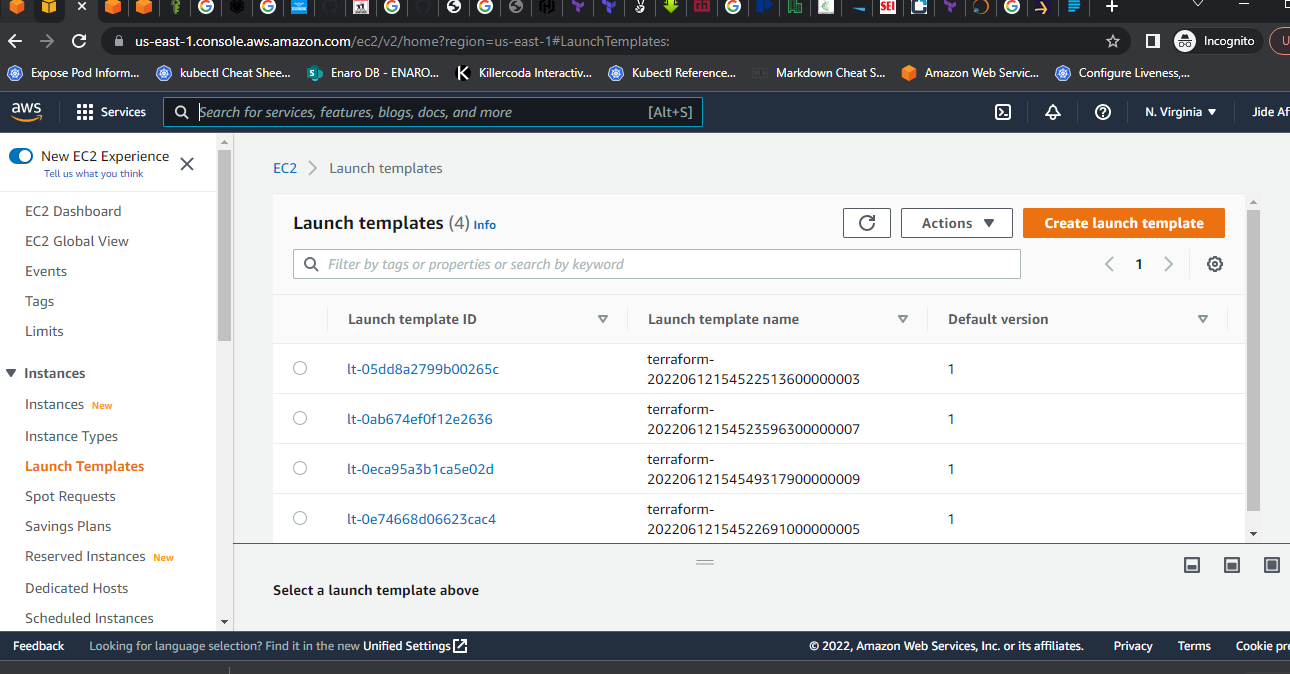 SEI
us-east-1.console.aws.amazon.com/ec2/v2/home?region=us-east-1#LaunchTemplates:
Incognito
Expose Pod Inform...
kubectl Cheat Shee...
Enaro DB - ENARO...
Killercoda Interactiv...
Kubectl Reference...
Markdown Cheat S...
Amazon Web Servic...
Configure Liveness,...
aws
Services
Search for services, features, blogs, docs, and more
[Alt+S]
N. Virginia
Jide Af
New EC2 Experience
Tell us what you think
EC2 Dashboard
EC2 Global View
Events
Tags
Limits
Instances
Instances New
Instance Types
Launch Templates
Spot Requests
Savings Plans
Reserved Instances New
Dedicated Hosts
Scheduled Instances
EC2 > Launch templates
Launch templates (4) Info
Actions
Create launch template
Filter by tags or properties or search by keyword
1
Launch template ID
Launch template name
Default version
lt-05dd8a2799b00265c
terraform-
20220612154522513600000003
1
lt-0ab674ef0f12e2636
terraform-
20220612154523596300000007
1
lt-0eca95a3b1ca5e02d
terraform-
20220612154549317900000009
1
lt-0e74668d06623cac4
terraform-
20220612154522691000000005
1
Select a launch template above
Feedback
Looking for language selection? Find it in the new Unified Settings
© 2022, Amazon Web Services, Inc. or its affiliates.
Privacy
Terms
Cookie pre